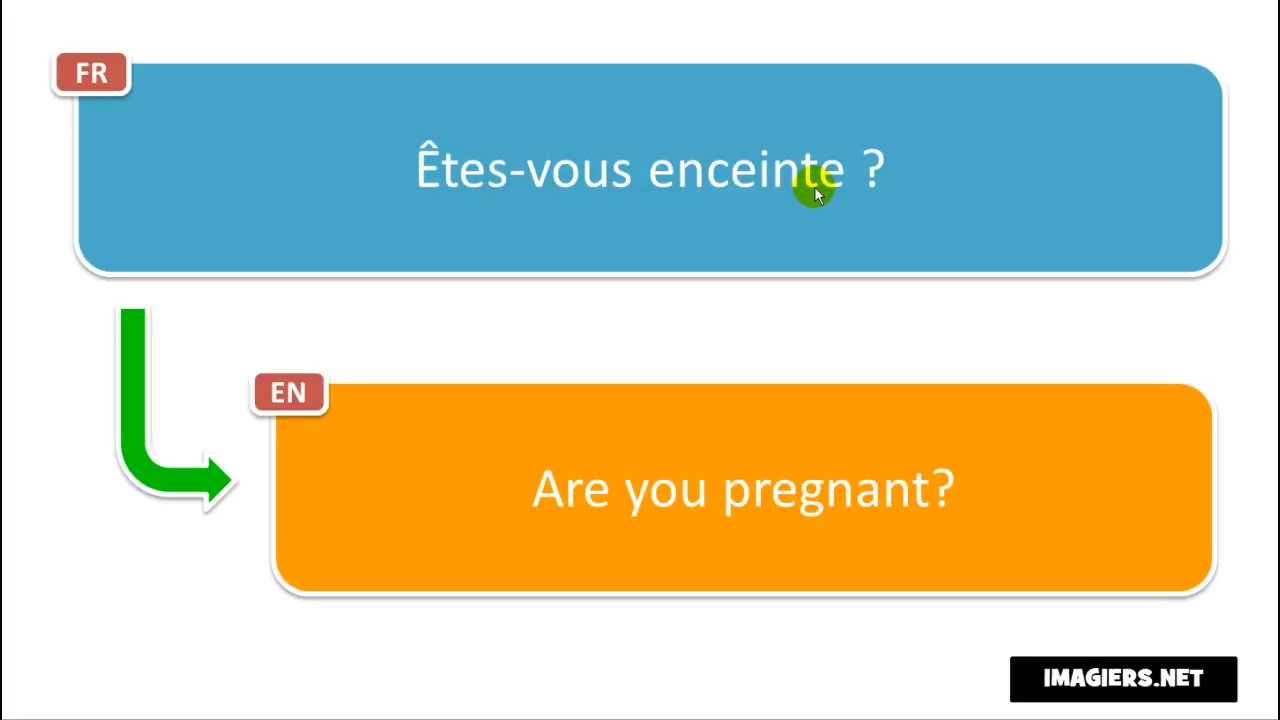 FR
Êtes-vous enceinte ?
EN
Are you pregnant?
IMAGIERS.NET